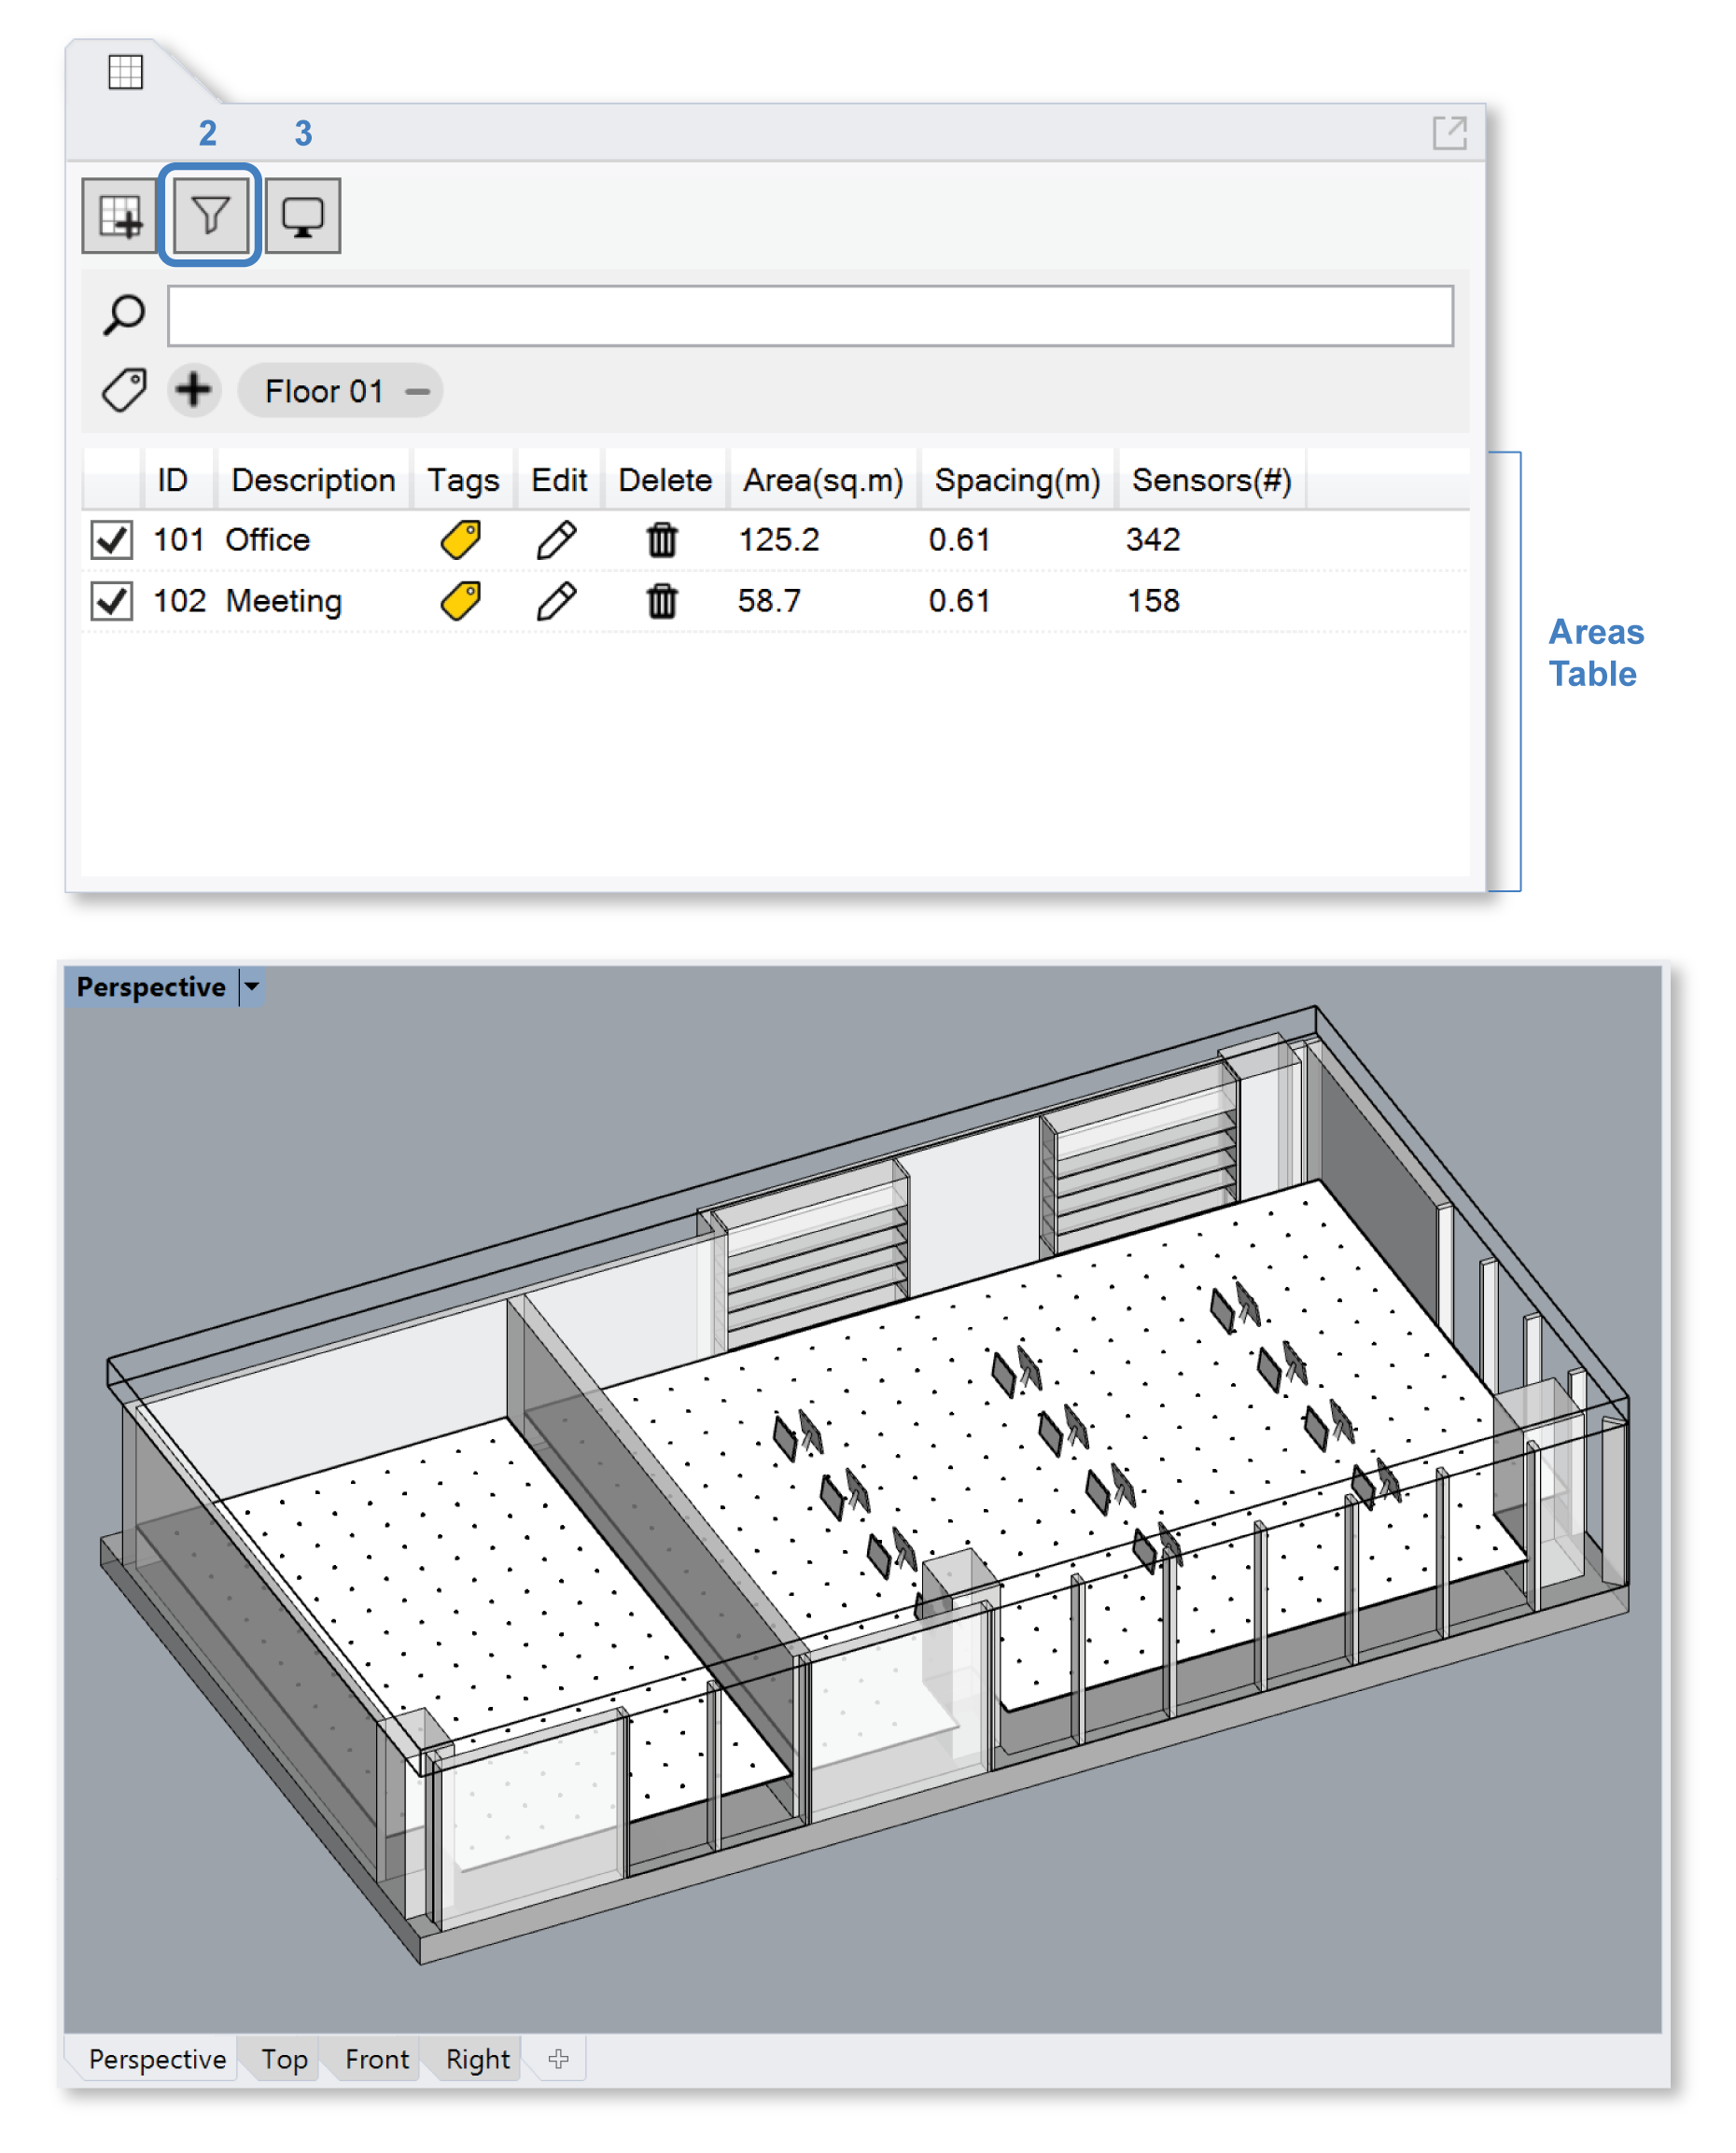 2 3
Floor 01
ID Description Tags Edit Delete Area(sq.m) Spacing(m) Sensors(#)
101 Office 125.2 0.61 342
102 Meeting 58.7 0.61 158
Areas
Table
Perspective
Perspective Top Front Right